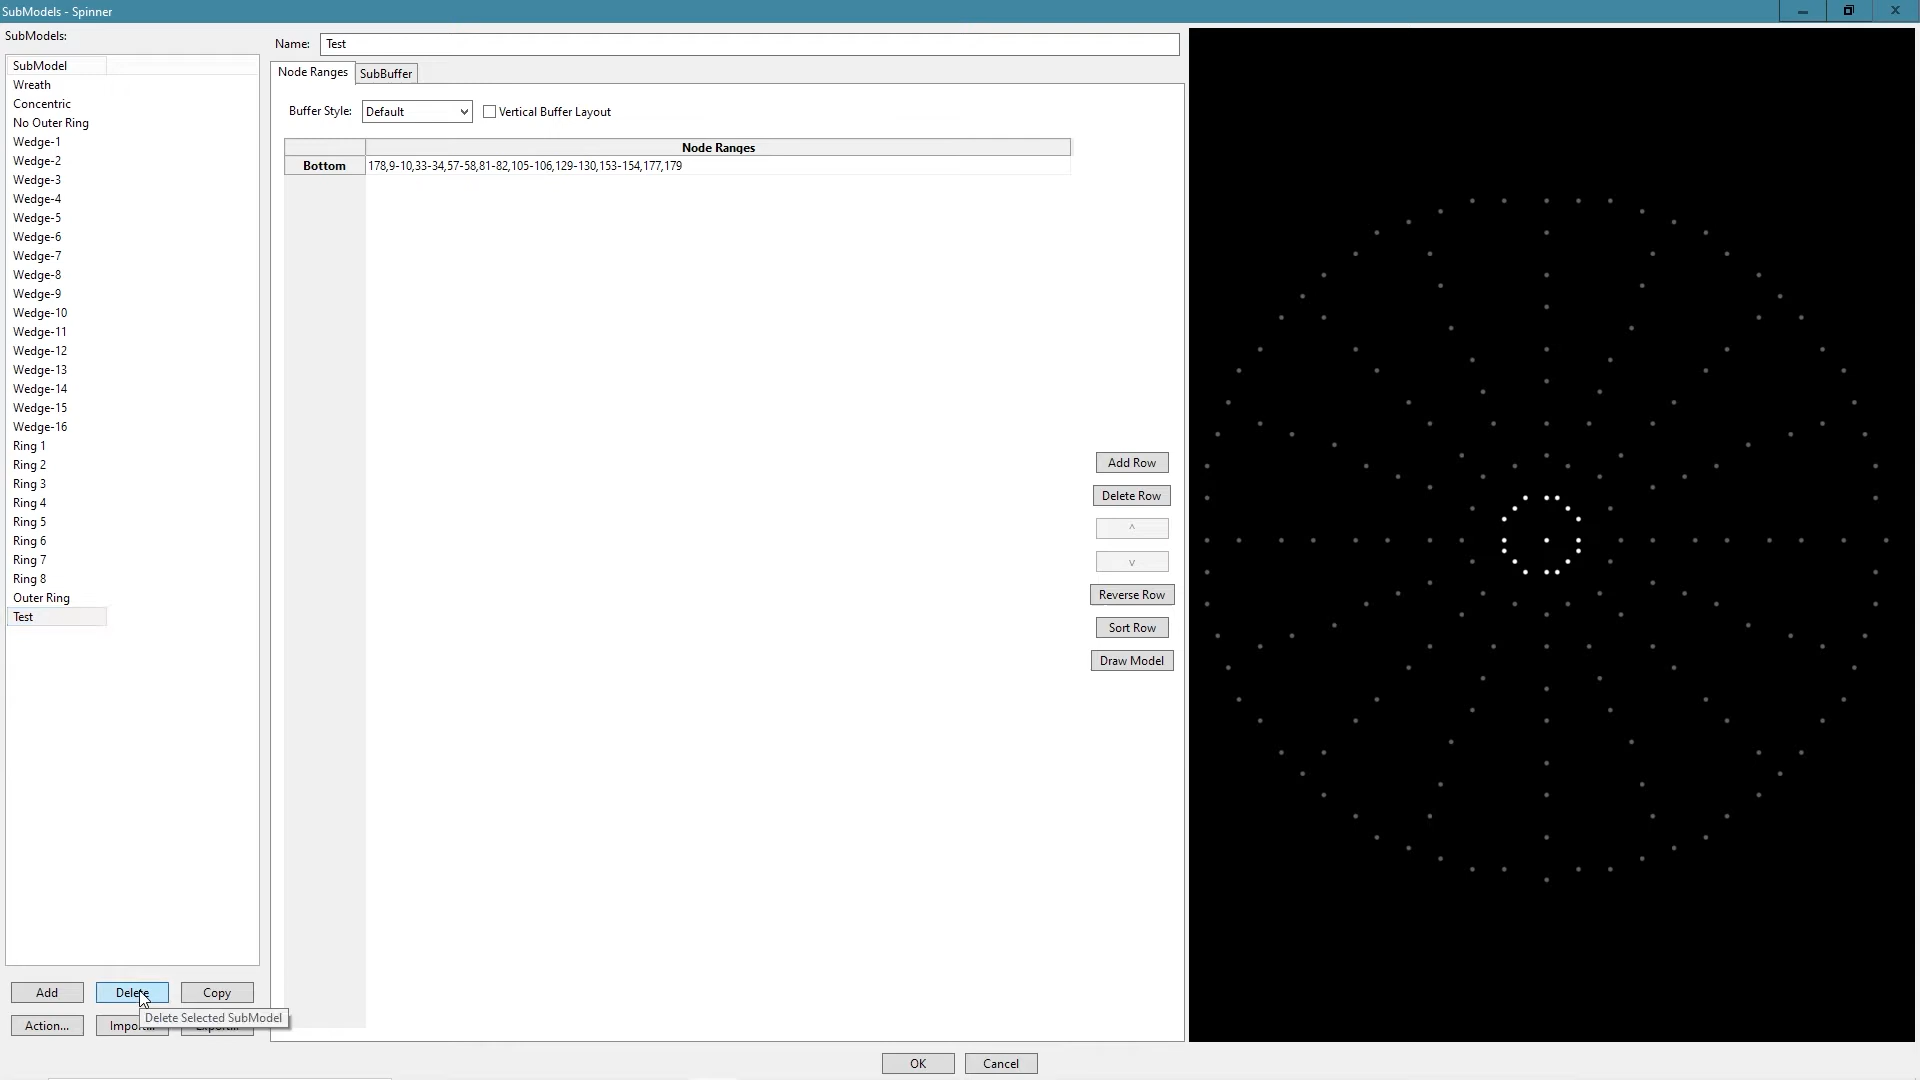 SubModels - Spinner
SubModels:
SubModel
Wreath
Concentric
No Outer Ring
Wedge-1
Wedge-2
Wedge-3
Wedge-4
Wedge-5
Wedge-6
Wedge-7
Wedge-8
Wedge-9
Wedge-10
Wedge-11
Wedge-12
Wedge-13
Wedge-14
Wedge-15
Wedge-16
Ring 1
Ring 2
Ring 3
Ring 4
Ring 5
Ring 6
Ring 7
Ring 8
Outer Ring
Test
Add Delete Copy
Action...
Delete Selected SubModel
Name: Test
Node Ranges SubBuffer
Buffer Style: Default Vertical Buffer Layout
Node Ranges
Bottom 178,9-10,33-34,57-58,81-82,105-106,129-130,153-154,177,179
Add Row
Delete Row
^
v
Reverse Row
Sort Row
Draw Model
OK Cancel